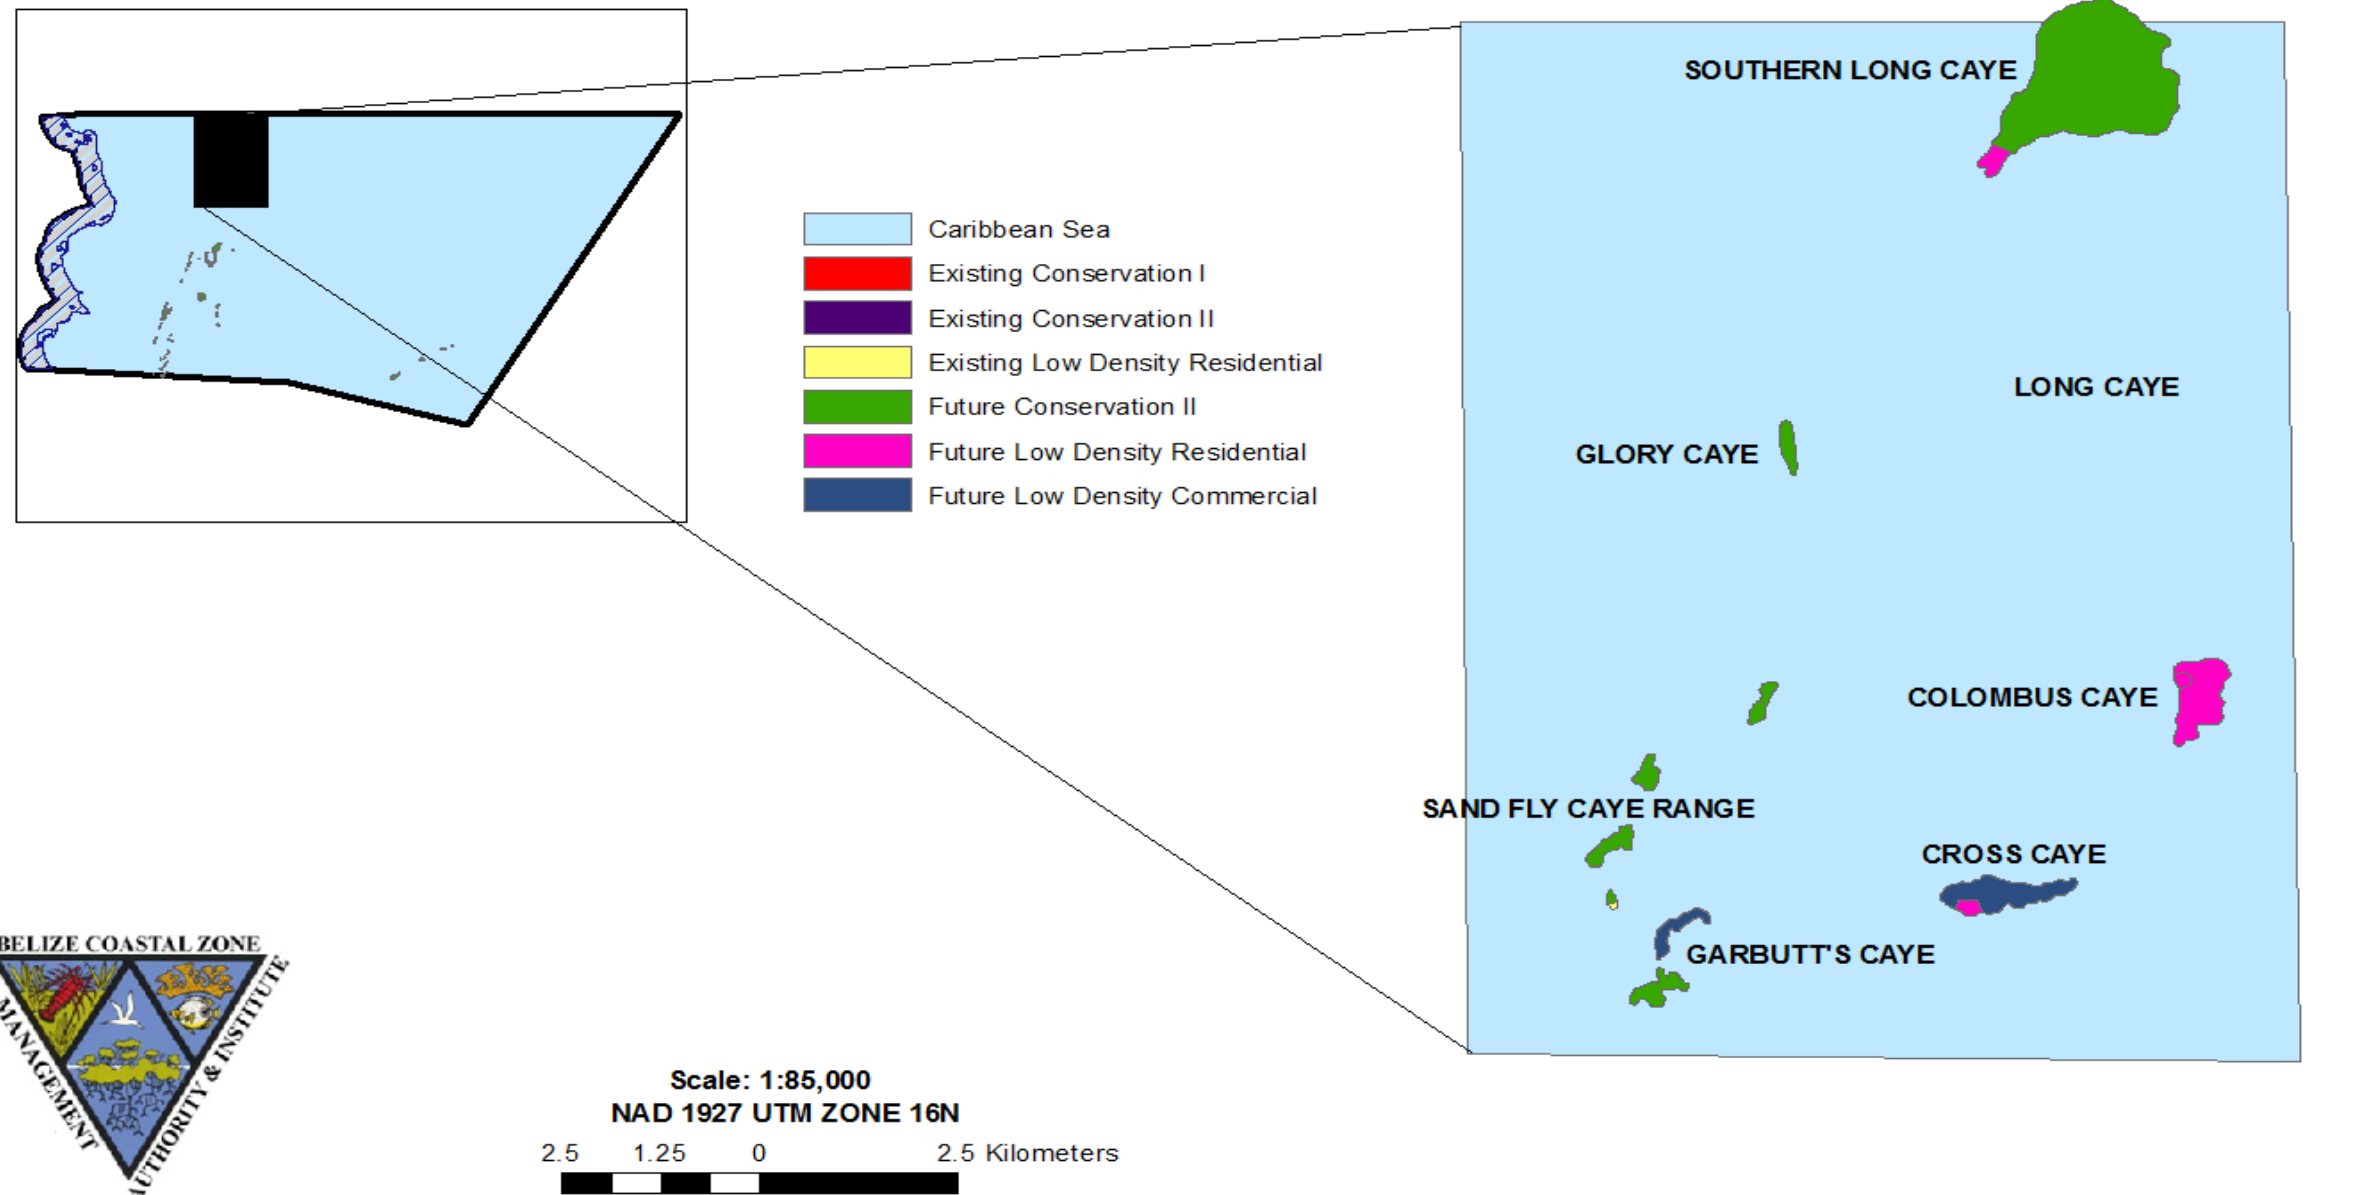 SOUTHERN LONG CAYE
Caribbean Sea
Existing Conservation I
Existing Conservation II
Existing Low Density Residential
Future Conservation II
Future Low Density Residential
Future Low Density Commercial
LONG CAYE
GLORY CAYE
COLOMBUS CAYE
SAND FLY CAYE RANGE
CROSS CAYE
GARBUTT'S CAYE
BELIZE COASTAL ZONE
MANAGEMENT
AUTHORITY & INSTITUTE
Scale: 1:85,000
NAD 1927 UTM ZONE 16N
2.5 1.25 0 2.5 Kilometers